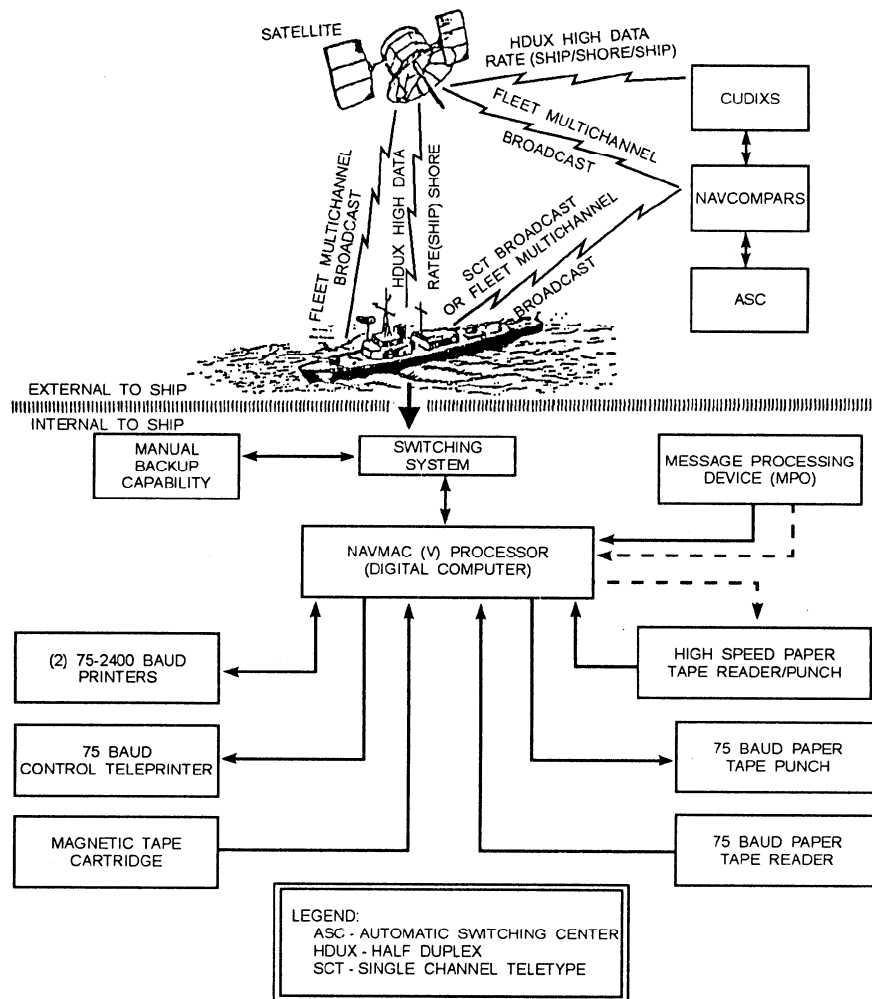 SATELLITE
HDUX HIGH DATA
RATE (SHIP/SHORE/SHIP)
CUDIXS
FLEET MULTICHANNEL
BROADCAST
FLEET MULTICHANNEL
BROADCAST
HDUX HIGH DATA
RATE(SHIP) SHORE
SCT BROADCAST
OR FLEET MULTICHANNEL
BROADCAST
NAVCOMPARS
ASC
EXTERNAL TO SHIP
INTERNAL TO SHIP
MANUAL
BACKUP
CAPABILITY
SWITCHING
SYSTEM
MESSAGE PROCESSING
DEVICE (MPO)
NAVMAC (V) PROCESSOR
(DIGITAL COMPUTER)
(2) 75-2400 BAUD
PRINTERS
HIGH SPEED PAPER
TAPE READER/PUNCH
75 BAUD
CONTROL TELEPRINTER
75 BAUD PAPER
TAPE PUNCH
MAGNETIC TAPE
CARTRIDGE
75 BAUD PAPER
TAPE READER
LEGEND:
ASC - AUTOMATIC SWITCHING CENTER
HDUX - HALF DUPLEX
SCT - SINGLE CHANNEL TELETYPE